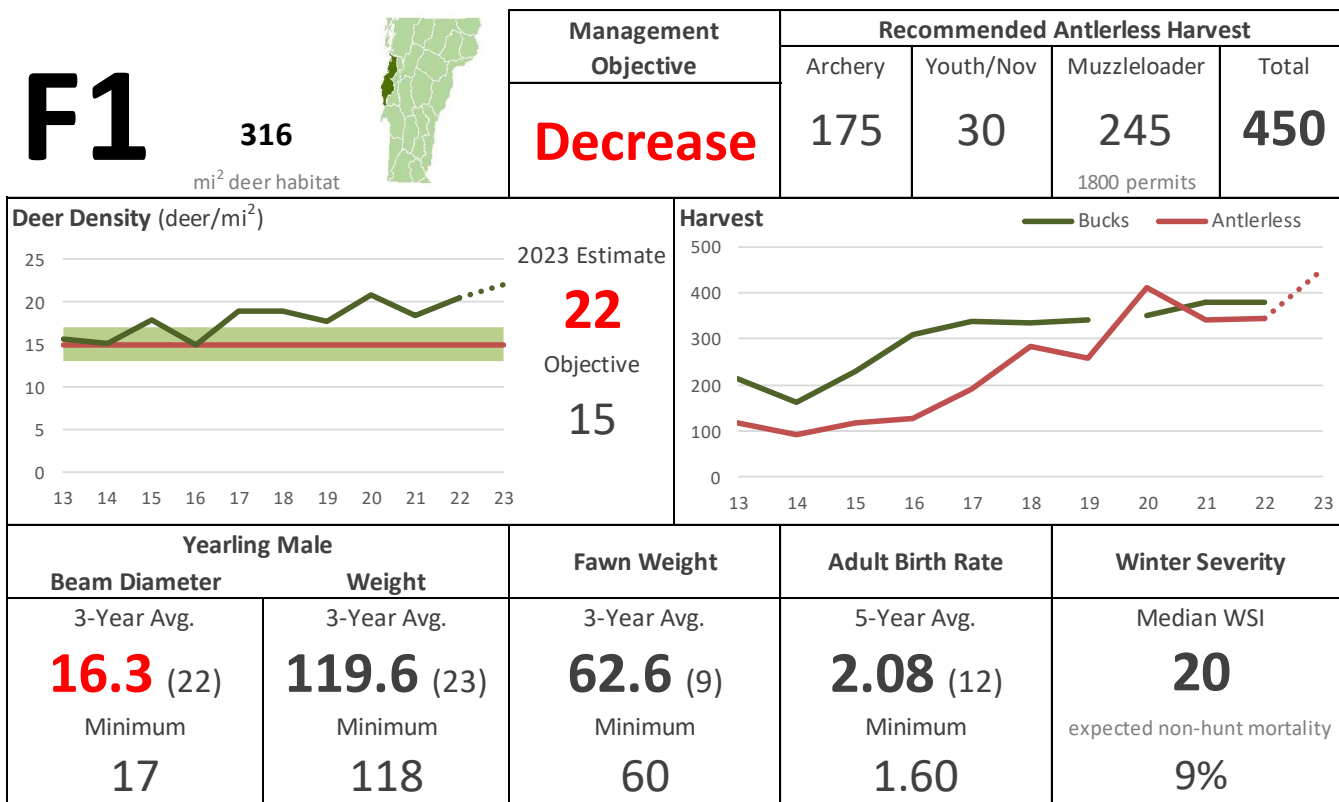 F1
316
mi² deer habitat
Management
Objective
Decrease
Recommended Antlerless Harvest
Archery Youth/Nov Muzzleloader Total
175 30 245 450
1800 permits
Deer Density (deer/mi²)
25
20
15
10
5
0
13 14 15 16 17 18 19 20 21 22 23
2023 Estimate
22
Objective
15
Harvest
Bucks Antlerless
500
400
300
200
100
0
13 14 15 16 17 18 19 20 21 22 23
Yearling Male
Beam Diameter Weight
Fawn Weight
Adult Birth Rate
Winter Severity
3-Year Avg. 3-Year Avg. 3-Year Avg. 5-Year Avg. Median WSI
16.3 (22) 119.6 (23) 62.6 (9) 2.08 (12) 20
Minimum Minimum Minimum Minimum expected non-hunt mortality
17 118 60 1.60 9%